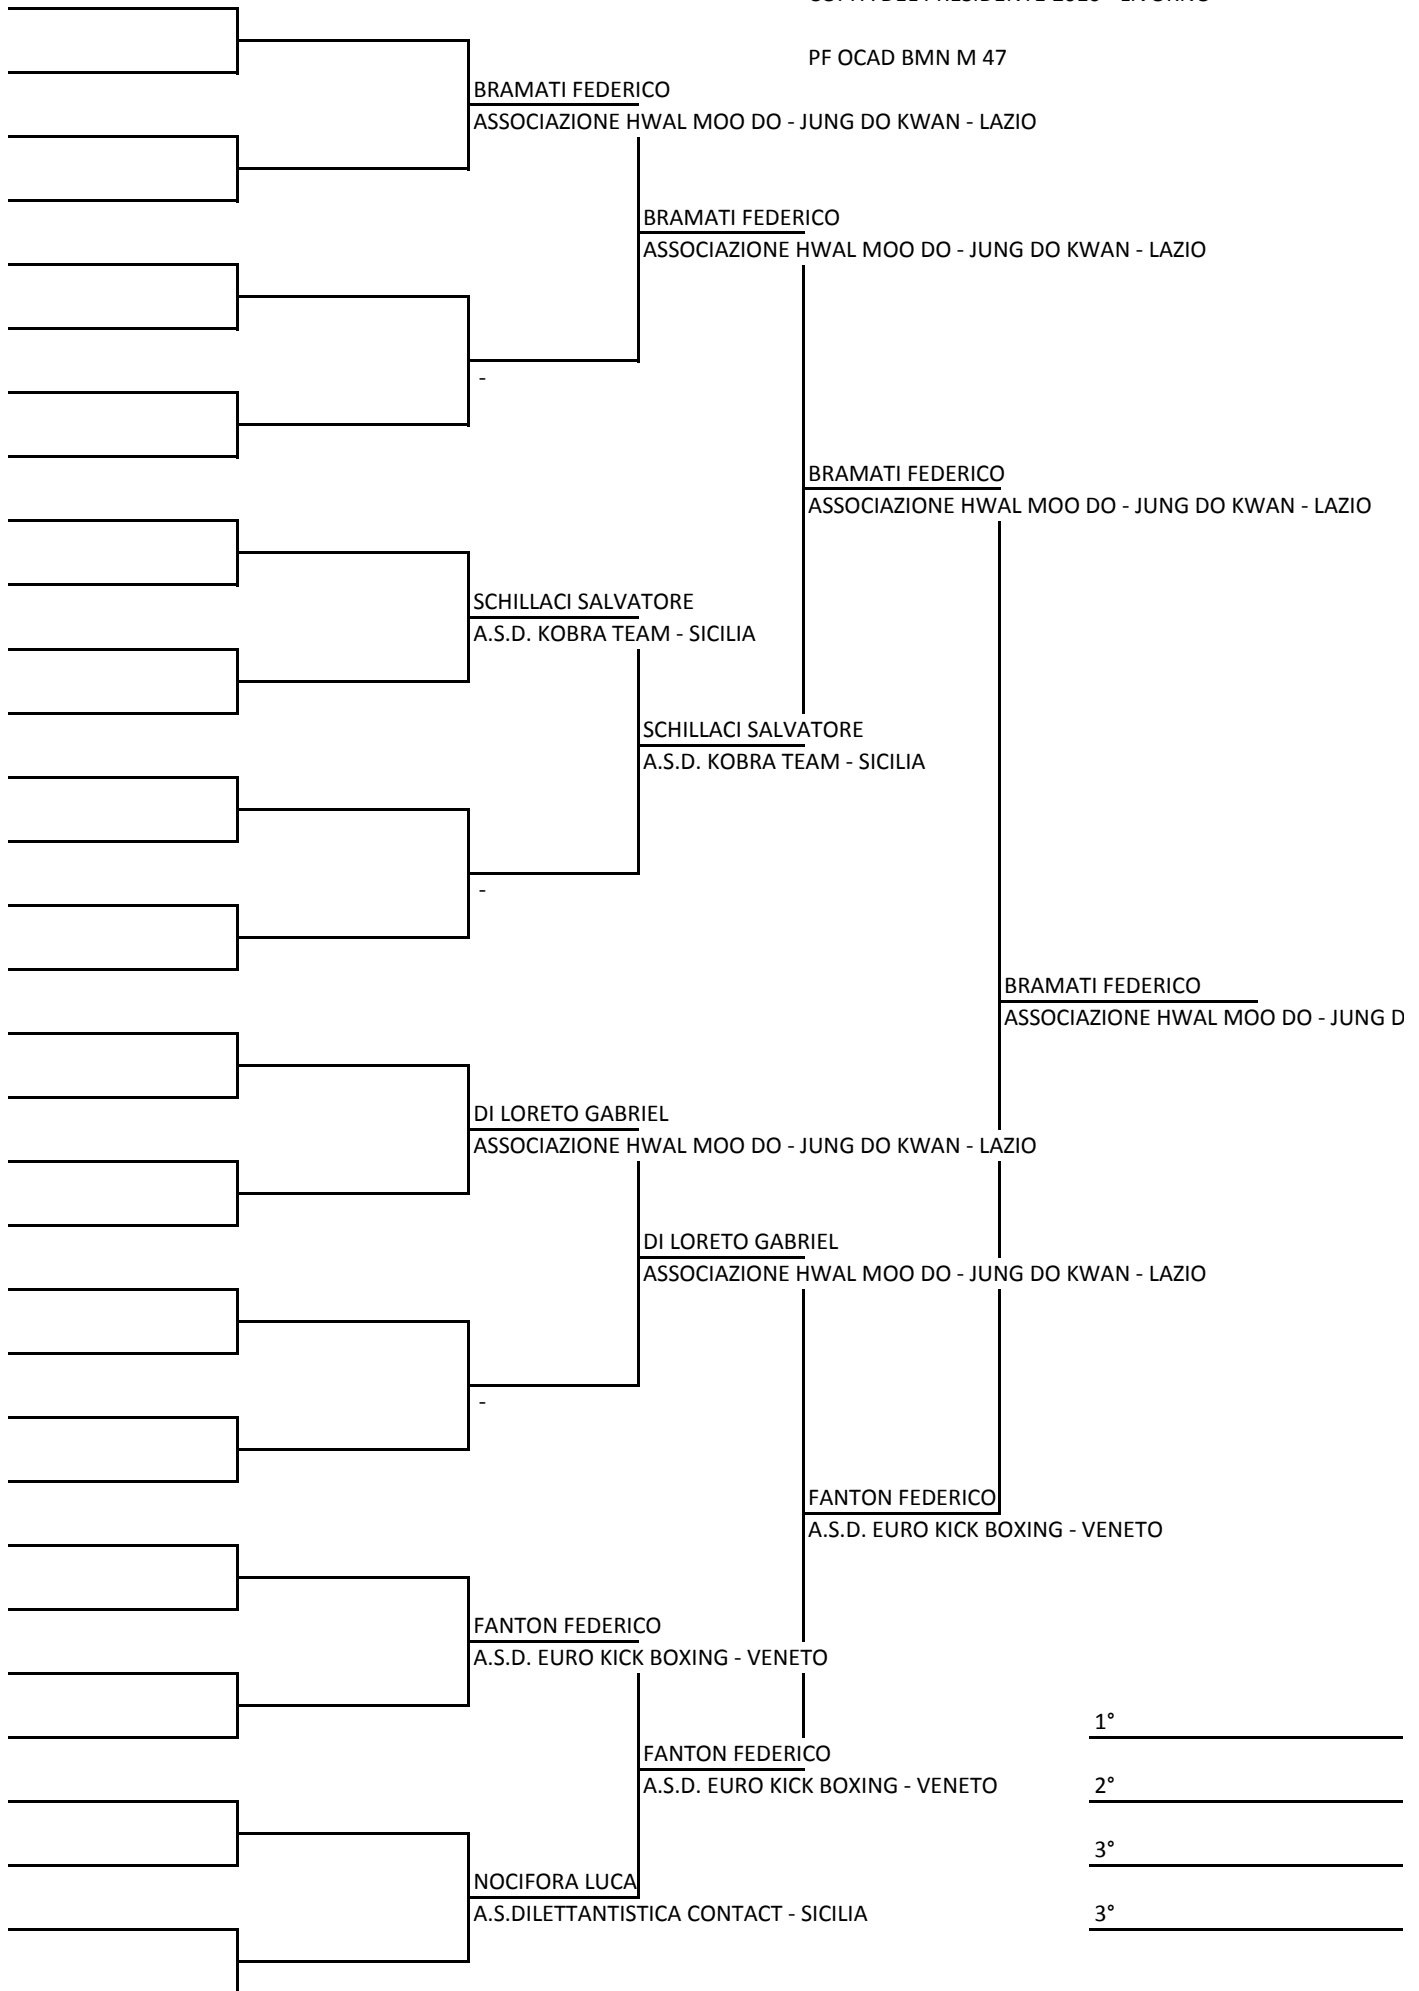 PF OCAD BMN M 47
BRAMATI FEDERICO
ASSOCIAZIONE HWAL MOO DO - JUNG DO KWAN - LAZIO
BRAMATI FEDERICO
ASSOCIAZIONE HWAL MOO DO - JUNG DO KWAN - LAZIO
-
BRAMATI FEDERICO
ASSOCIAZIONE HWAL MOO DO - JUNG DO KWAN - LAZIO
SCHILLACI SALVATORE
A.S.D. KOBRA TEAM - SICILIA
SCHILLACI SALVATORE
A.S.D. KOBRA TEAM - SICILIA
-
BRAMATI FEDERICO
ASSOCIAZIONE HWAL MOO DO - JUNG D
DI LORETO GABRIEL
ASSOCIAZIONE HWAL MOO DO - JUNG DO KWAN - LAZIO
DI LORETO GABRIEL
ASSOCIAZIONE HWAL MOO DO - JUNG DO KWAN - LAZIO
-
FANTON FEDERICO
A.S.D. EURO KICK BOXING - VENETO
FANTON FEDERICO
A.S.D. EURO KICK BOXING - VENETO
1°
FANTON FEDERICO
A.S.D. EURO KICK BOXING - VENETO
2°
3°
NOCIFORA LUCA
A.S.DILETTANTISTICA CONTACT - SICILIA
3°